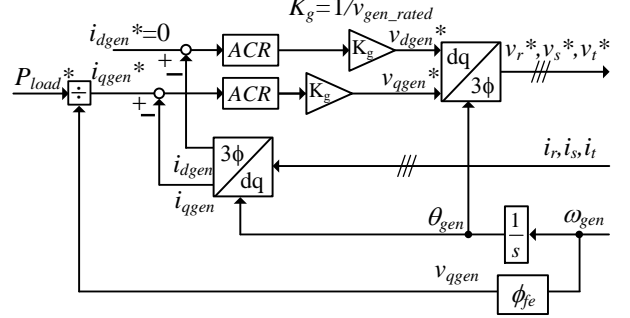 K_g=1/v_gen_rated
i_dgen*=0
ACR
K_g
v_dgen*
dq
3ϕ
v_r*,v_s*,v_t*
P_load*
÷
i_qgen*
ACR
K_g
v_qgen*
+
−
+
−
3ϕ
dq
i_dgen
i_qgen
i_r,i_s,i_t
θ_gen
1
s
ω_gen
v_qgen
ϕ_fe